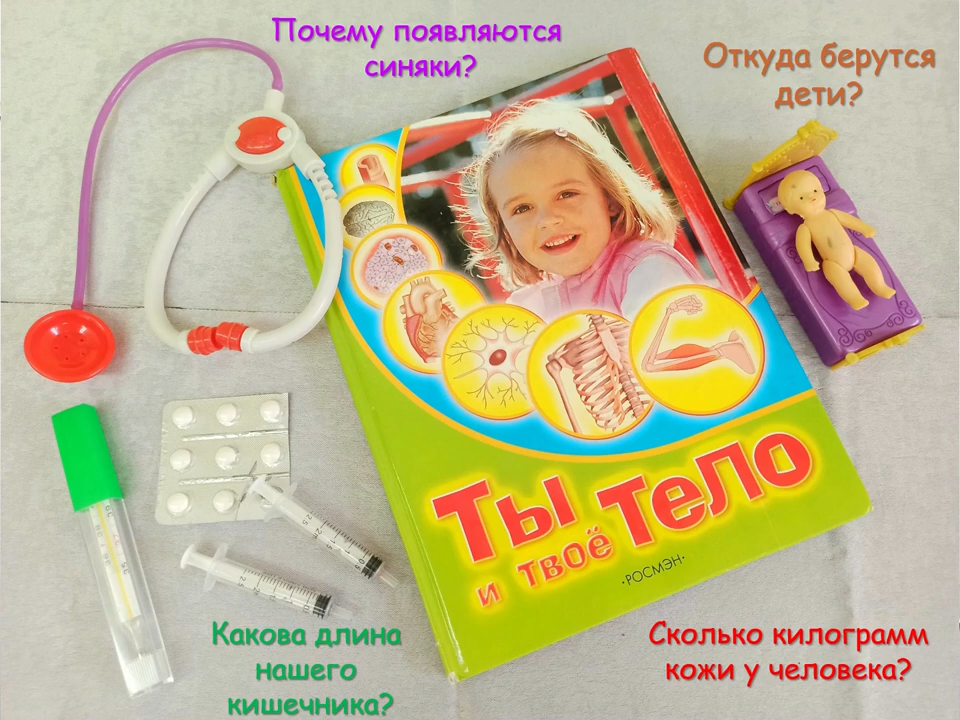 Почему появляются
синяки?
Откуда берутся
дети?
Ты
и твоё тело
·РОСМЭН·
Какова длина
нашего
кишечника?
Сколько килограмм
кожи у человека?